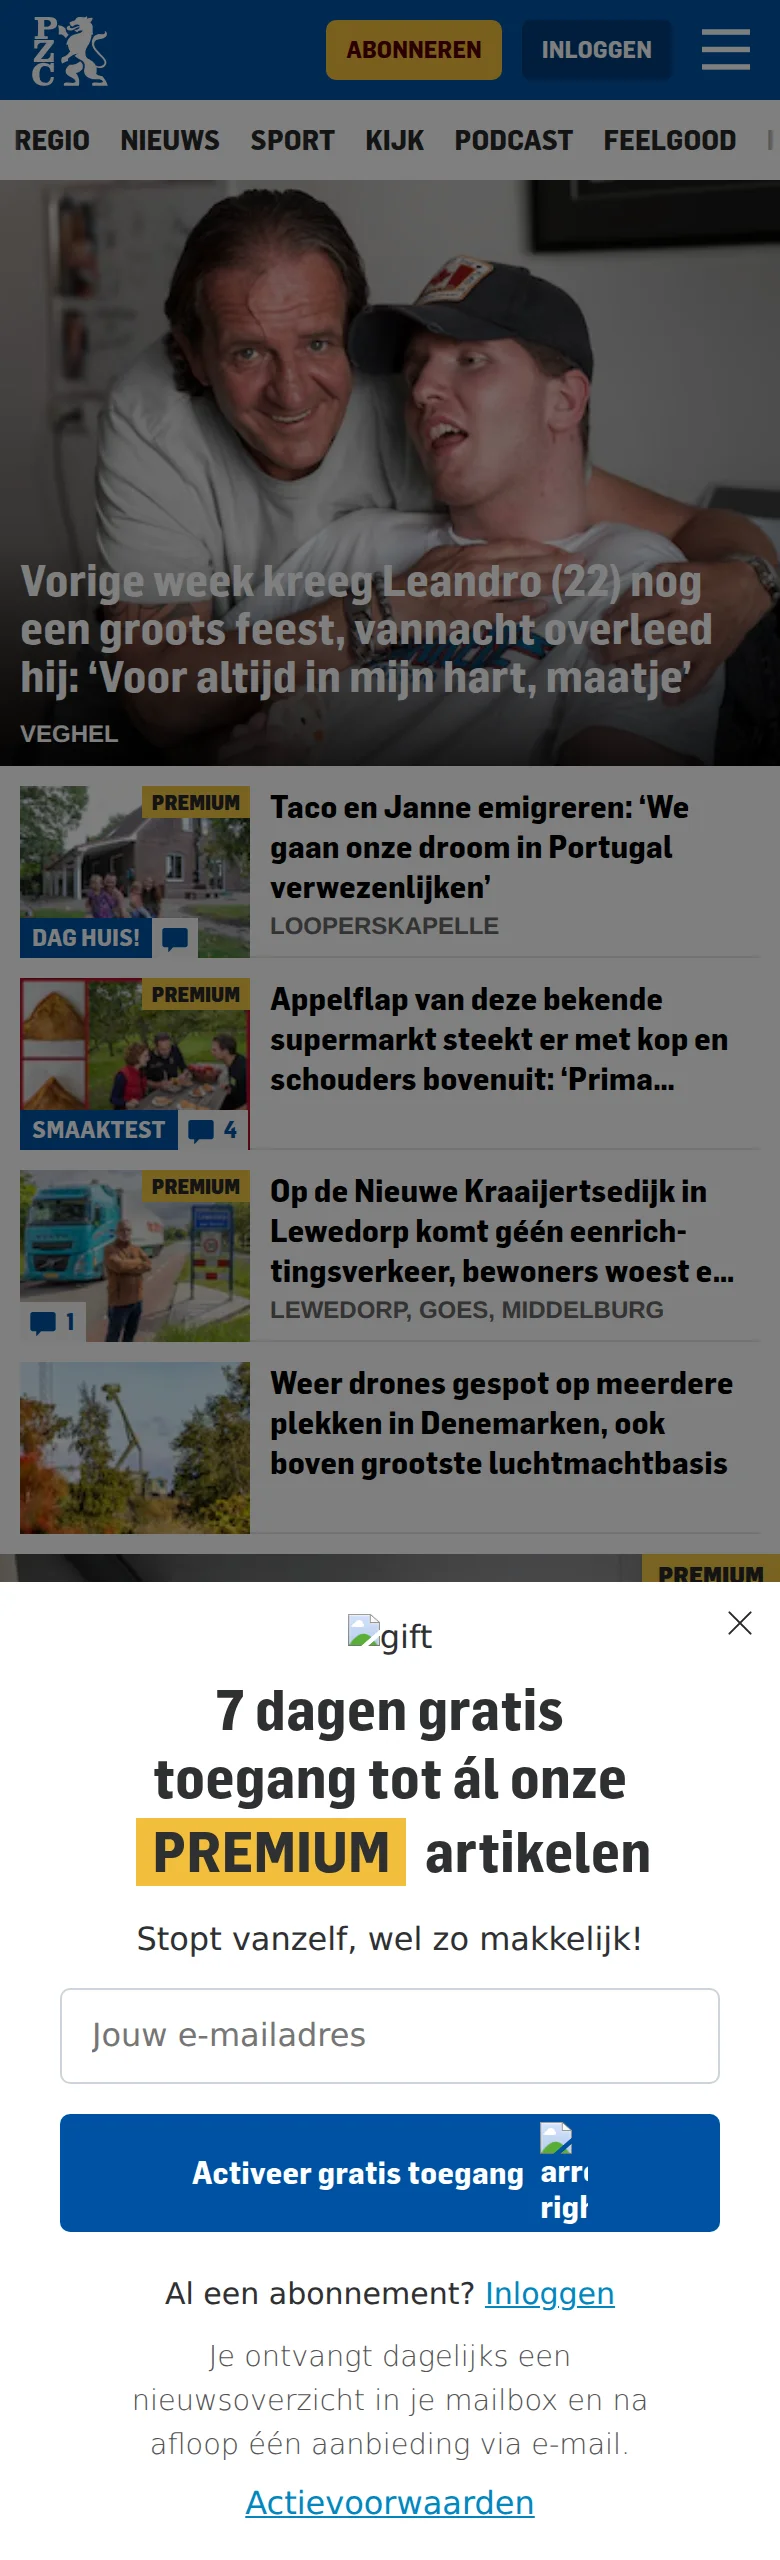 PZC
ABONNEREN
INLOGGEN
REGIO NIEUWS SPORT KIJK PODCAST FEELGOOD
Vorige week kreeg Leandro (22) nog
een groots feest, vannacht overleed
hij: ‘Voor altijd in mijn hart, maatje’
VEGHEL
PREMIUM
DAG HUIS!
Taco en Janne emigreren: ‘We
gaan onze droom in Portugal
verwezenlijken’
LOOPERSKAPELLE
PREMIUM
SMAAKTEST 4
Appelflap van deze bekende
supermarkt steekt er met kop en
schouders bovenuit: ‘Prima...
PREMIUM
1
Op de Nieuwe Kraaijertsedijk in
Lewedorp komt géén eenrich-
tingsverkeer, bewoners woest e...
LEWEDORP, GOES, MIDDELBURG
Weer drones gespot op meerdere
plekken in Denemarken, ook
boven grootste luchtmachtbasis
PREMIUM
gift
7 dagen gratis
toegang tot ál onze
PREMIUM artikelen
Stopt vanzelf, wel zo makkelijk!
Jouw e-mailadres
Activeer gratis toegang
Al een abonnement? Inloggen
Je ontvangt dagelijks een
nieuwsoverzicht in je mailbox en na
afloop één aanbieding via e-mail.
Actievoorwaarden